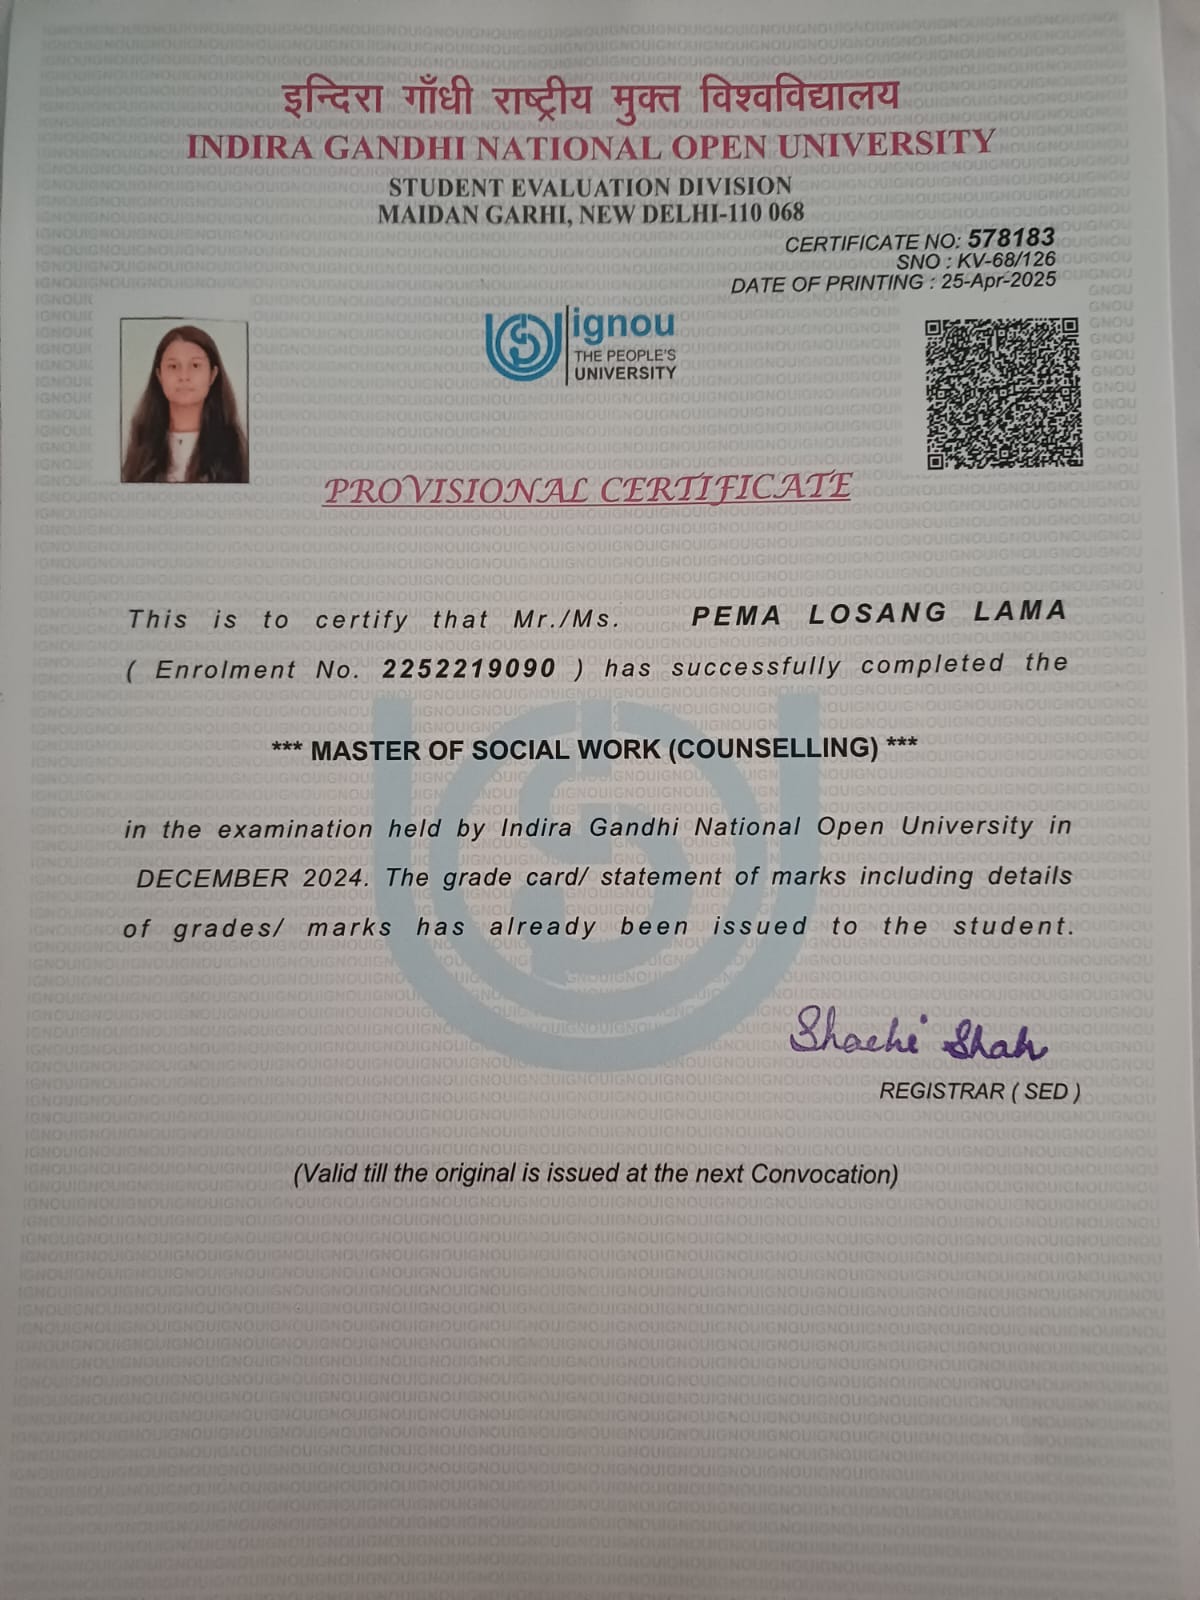 इन्दिरा गाँधी राष्ट्रीय मुक्त विश्वविद्यालय
INDIRA GANDHI NATIONAL OPEN UNIVERSITY
STUDENT EVALUATION DIVISION
MAIDAN GARHI, NEW DELHI-110 068
CERTIFICATE NO: 578183
SNO : KV-68/126
DATE OF PRINTING : 25-Apr-2025
ignou
THE PEOPLE'S
UNIVERSITY
PROVISIONAL CERTIFICATE
This is to certify that Mr./Ms. PEMA LOSANG LAMA
( Enrolment No. 2252219090 ) has successfully completed the
*** MASTER OF SOCIAL WORK (COUNSELLING) ***
in the examination held by Indira Gandhi National Open University in
DECEMBER 2024. The grade card/ statement of marks including details
of grades/ marks has already been issued to the student.
Shachi Shah
REGISTRAR ( SED )
(Valid till the original is issued at the next Convocation)